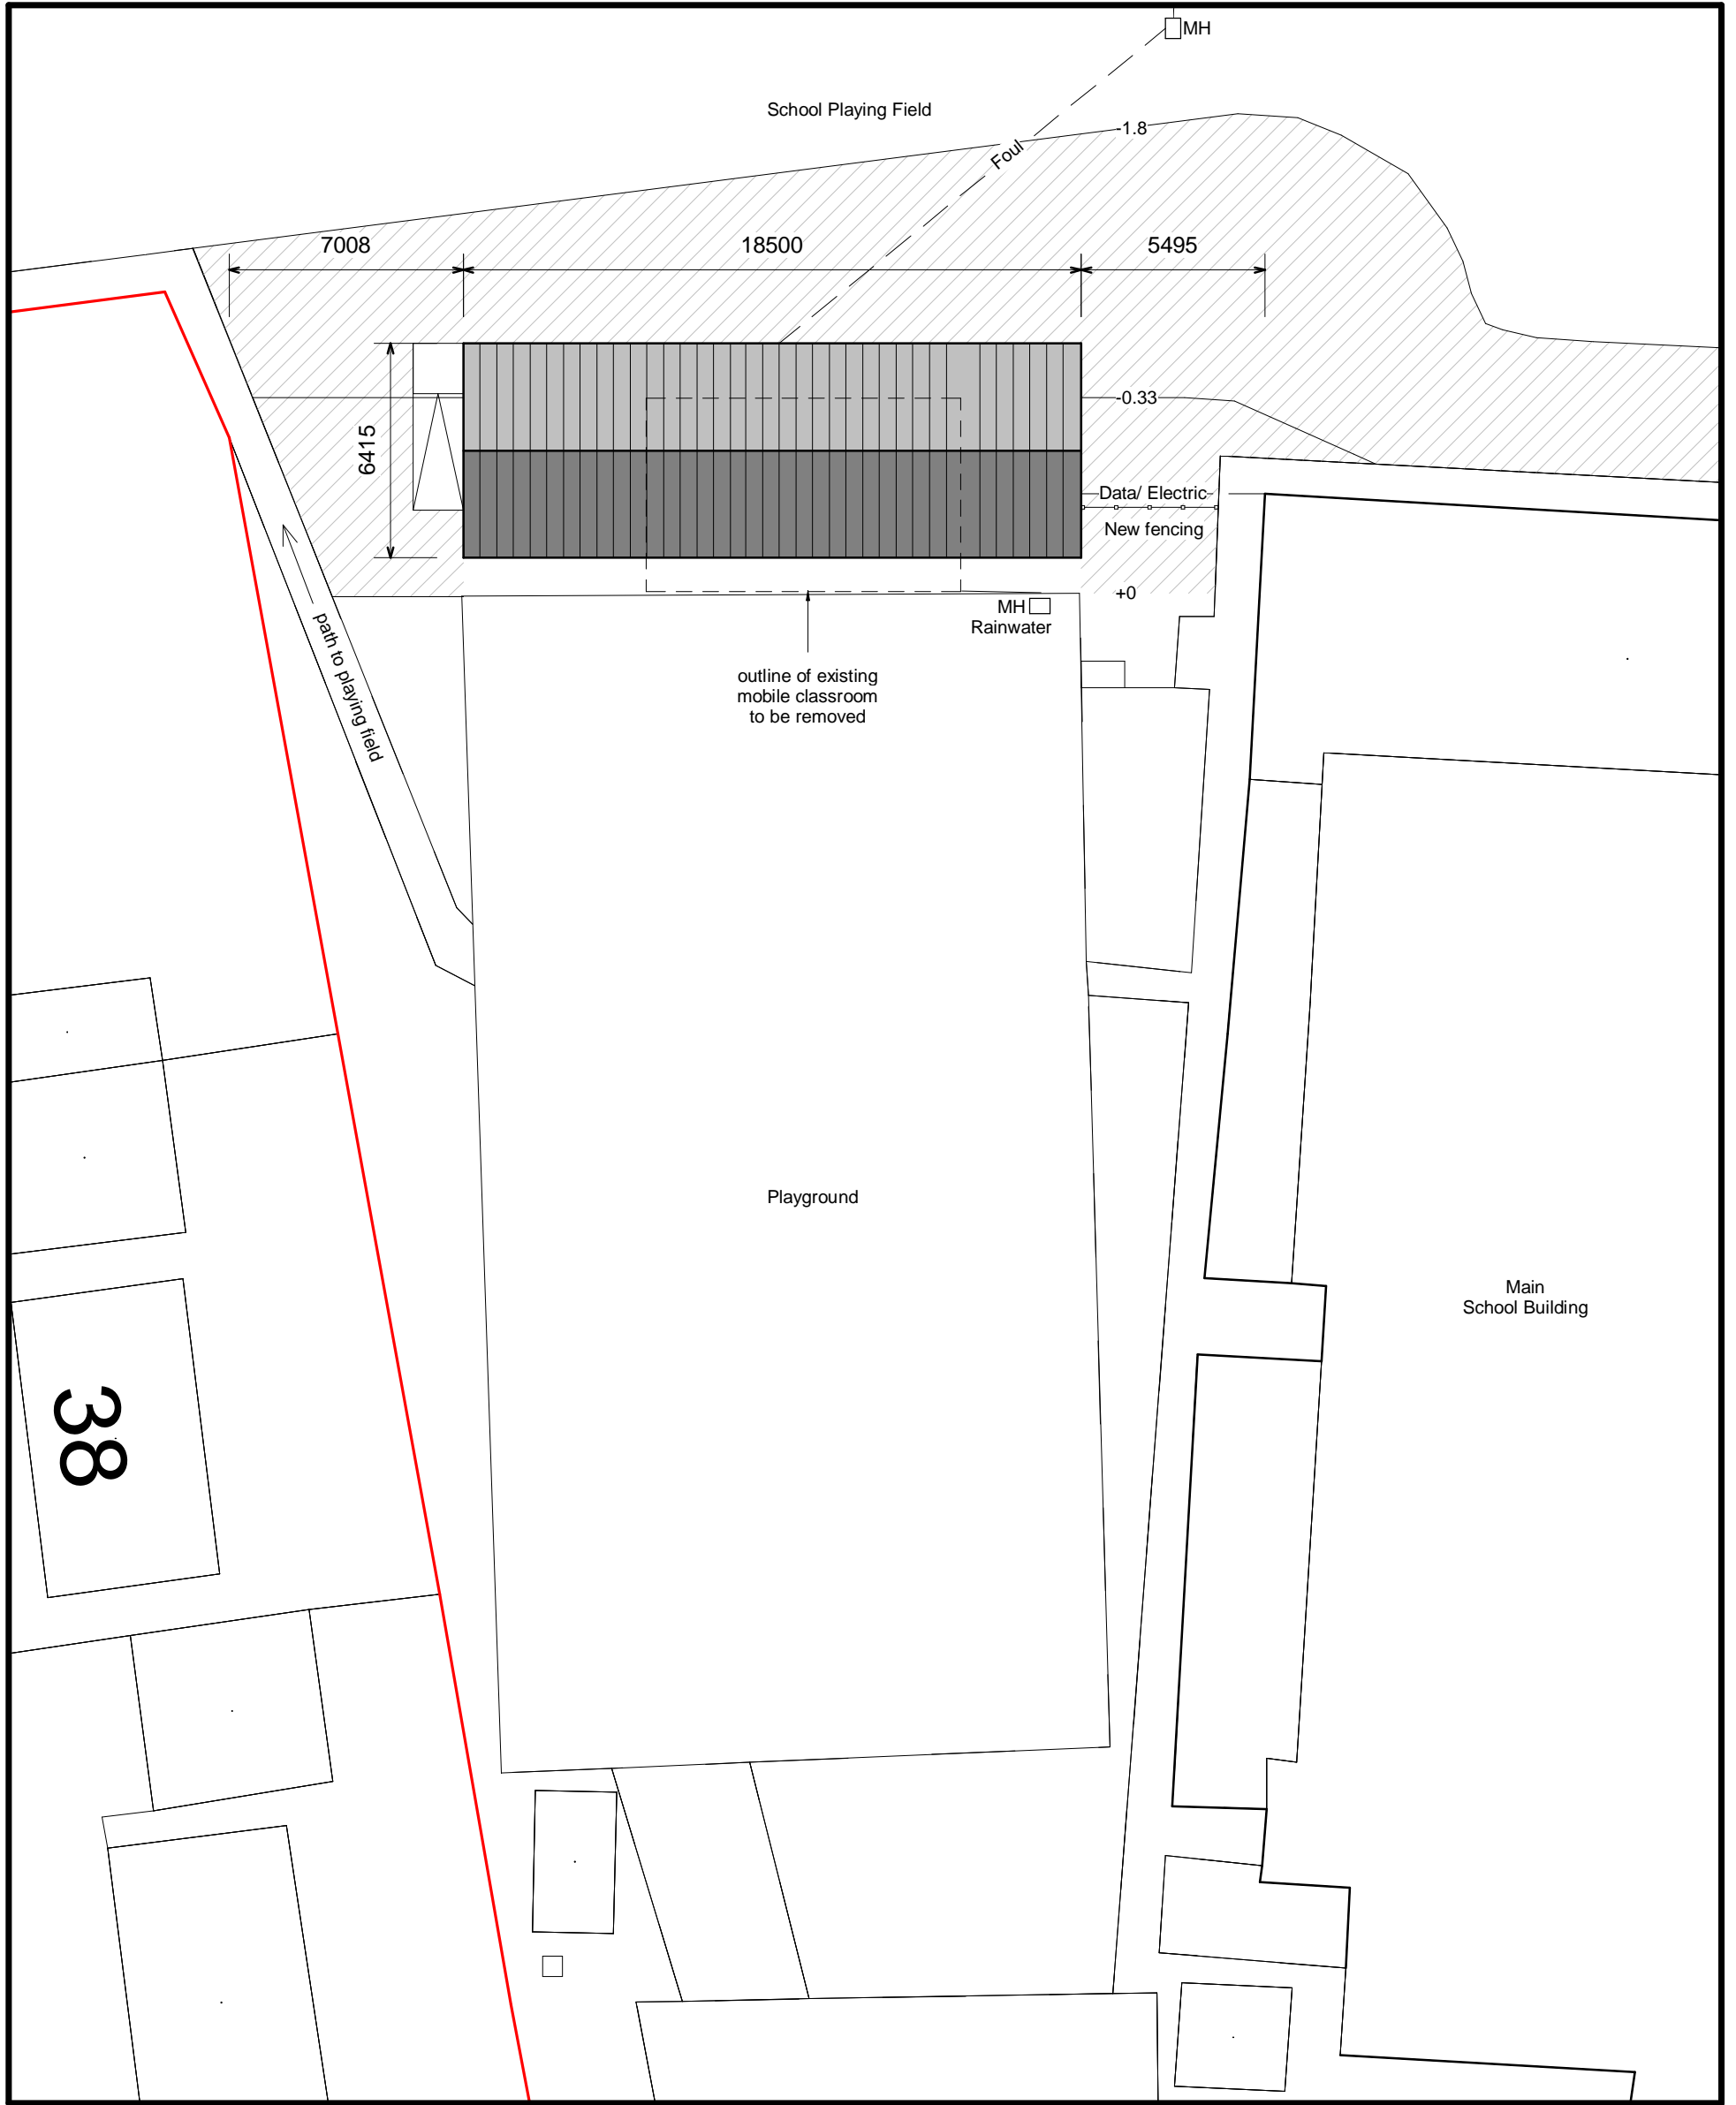 MH
School Playing Field
-1.8
Foul
7008
18500
5495
-0.33
6415
Data/ Electric
New fencing
+0
MH
Rainwater
path to playing field
outline of existing
mobile classroom
to be removed
Playground
Main
School Building
38